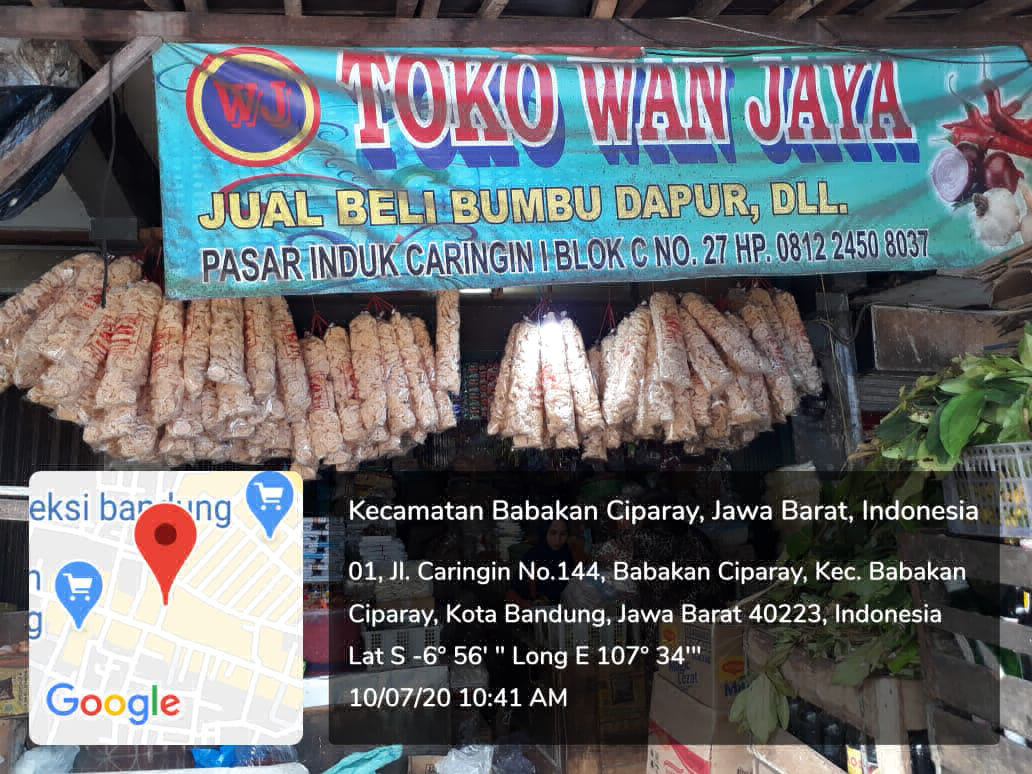 WJ
TOKO WAN JAYA
JUAL BELI BUMBU DAPUR, DLL.
PASAR INDUK CARINGIN I BLOK C NO. 27 HP. 0812 2450 8037
eksi bandung
n
g
Google
Kecamatan Babakan Ciparay, Jawa Barat, Indonesia
01, Jl. Caringin No.144, Babakan Ciparay, Kec. Babakan
Ciparay, Kota Bandung, Jawa Barat 40223, Indonesia
Lat S -6° 56' '' Long E 107° 34'''
10/07/20 10:41 AM